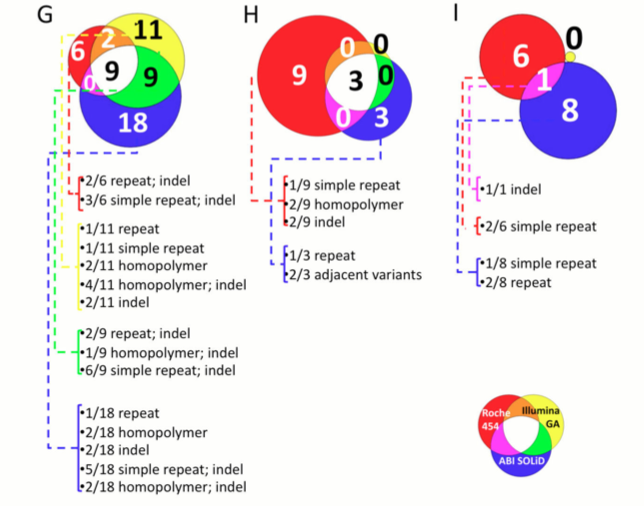 G
11
6
2
9
9
0
18
•2/6 repeat; indel
•3/6 simple repeat; indel
•1/11 repeat
•1/11 simple repeat
•2/11 homopolymer
•4/11 homopolymer; indel
•2/11 indel
•2/9 repeat; indel
•1/9 homopolymer; indel
•6/9 simple repeat; indel
•1/18 repeat
•2/18 homopolymer
•2/18 indel
•5/18 simple repeat; indel
•2/18 homopolymer; indel
H
0
0
9
3
0
0
3
•1/9 simple repeat
•2/9 homopolymer
•2/9 indel
•1/3 repeat
•2/3 adjacent variants
I
0
6
1
8
•1/1 indel
•2/6 simple repeat
•1/8 simple repeat
•2/8 repeat
Roche
454
Illumina
GA
ABI SOLiD